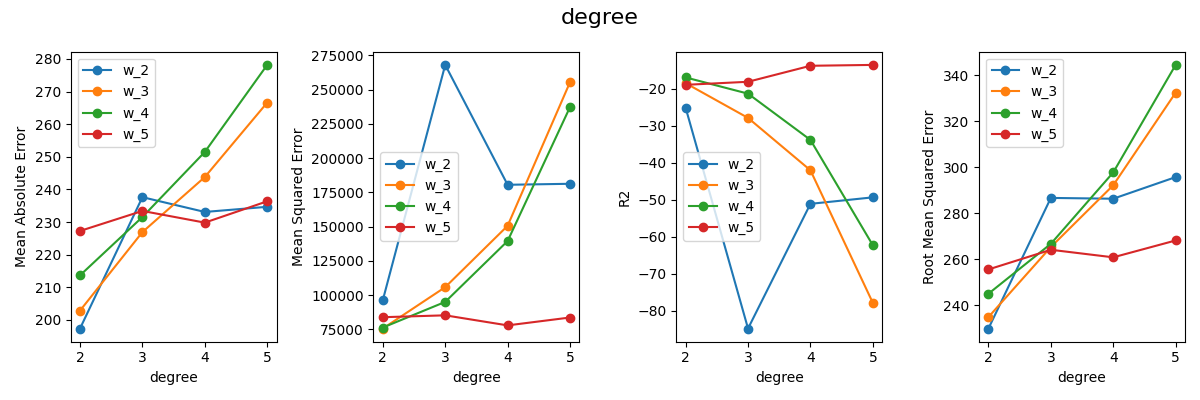 degree
Mean Absolute Error
280
270
260
250
240
230
220
210
200
2 3 4 5
degree
w_2
w_3
w_4
w_5
Mean Squared Error
275000
250000
225000
200000
175000
150000
125000
100000
75000
2 3 4 5
degree
w_2
w_3
w_4
w_5
R2
−20
−30
−40
−50
−60
−70
−80
2 3 4 5
degree
w_2
w_3
w_4
w_5
Root Mean Squared Error
340
320
300
280
260
240
2 3 4 5
degree
w_2
w_3
w_4
w_5